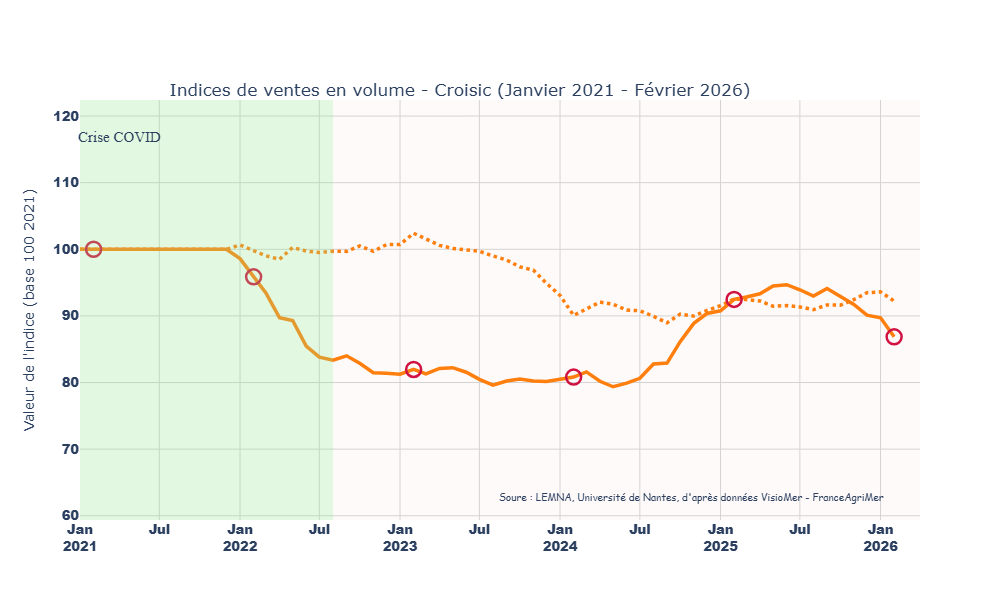 Indices de ventes en volume - Croisic (Janvier 2021 - Février 2026)
Valeur de l'indice (base 100 2021)
120
110
100
90
80
70
60
Crise COVID
Soure : LEMNA, Université de Nantes, d'après données VisioMer - FranceAgriMer
Jan Jul Jan Jul Jan Jul Jan Jul Jan Jul Jan
2021 2022 2023 2024 2025 2026